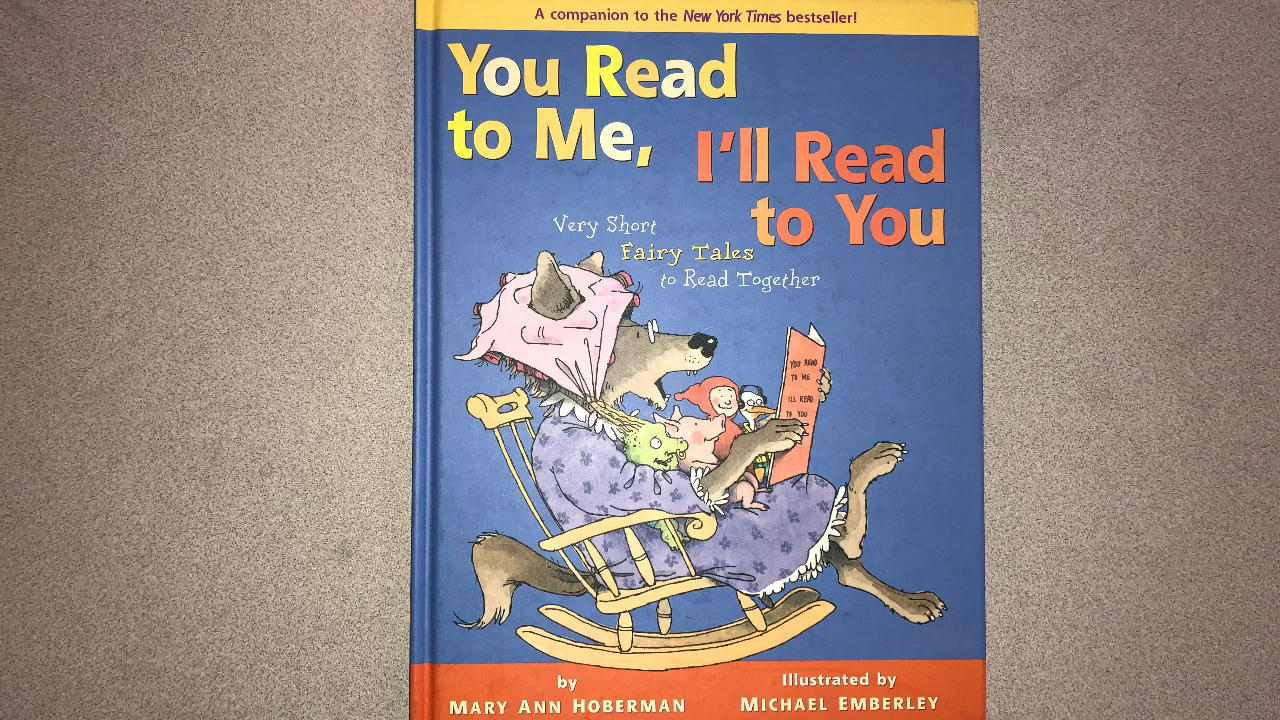 A companion to the New York Times bestseller!
You Read
to Me,
I'll Read
to You
Very Short
Fairy Tales
to Read Together
YOU READ
TO ME
ILL READ
TO YOU
by
MARY ANN HOBERMAN
Illustrated by
MICHAEL EMBERLEY